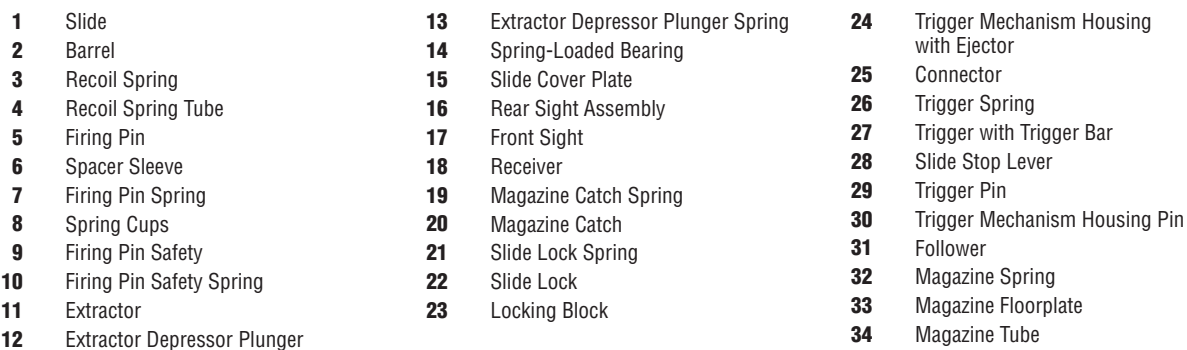 1 Slide
2 Barrel
3 Recoil Spring
4 Recoil Spring Tube
5 Firing Pin
6 Spacer Sleeve
7 Firing Pin Spring
8 Spring Cups
9 Firing Pin Safety
10 Firing Pin Safety Spring
11 Extractor
12 Extractor Depressor Plunger
13 Extractor Depressor Plunger Spring
14 Spring-Loaded Bearing
15 Slide Cover Plate
16 Rear Sight Assembly
17 Front Sight
18 Receiver
19 Magazine Catch Spring
20 Magazine Catch
21 Slide Lock Spring
22 Slide Lock
23 Locking Block
24 Trigger Mechanism Housing
with Ejector
25 Connector
26 Trigger Spring
27 Trigger with Trigger Bar
28 Slide Stop Lever
29 Trigger Pin
30 Trigger Mechanism Housing Pin
31 Follower
32 Magazine Spring
33 Magazine Floorplate
34 Magazine Tube